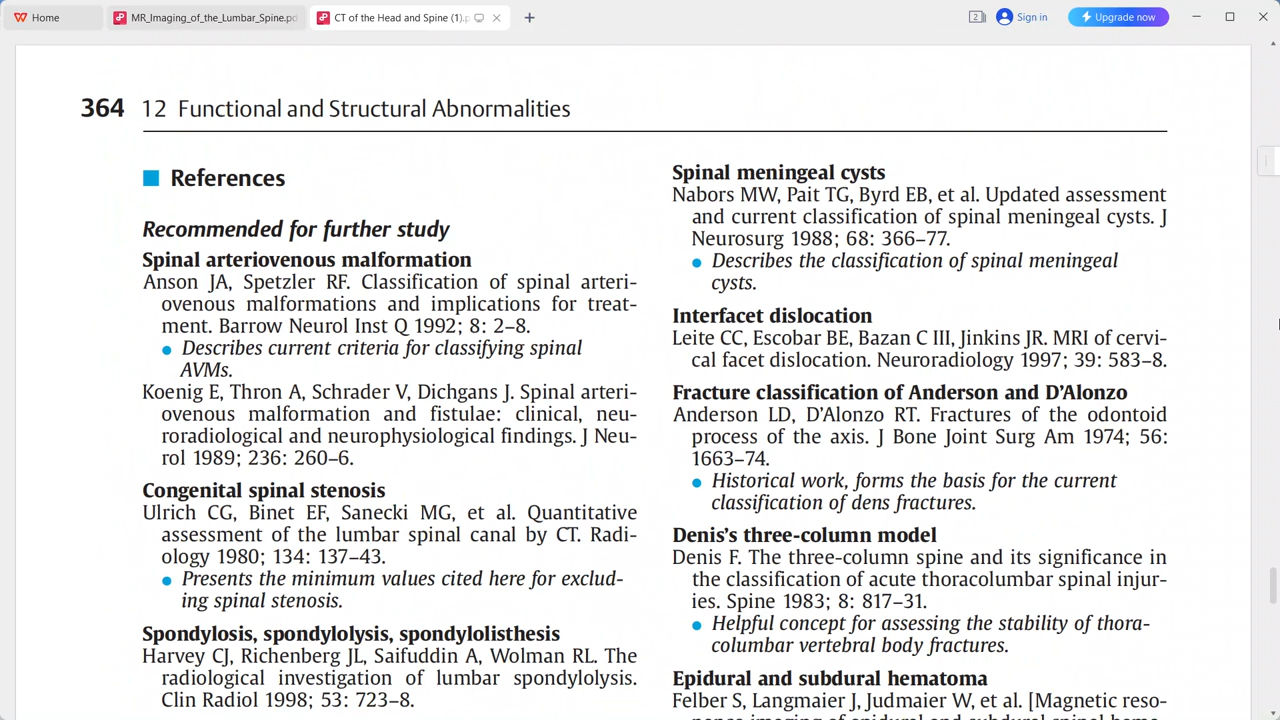 Home
MR_Imaging_of_the_Lumbar_Spine.pd
CT of the Head and Spine (1).p
Sign in
Upgrade now
364 12 Functional and Structural Abnormalities
References
Recommended for further study
Spinal arteriovenous malformation
Anson JA, Spetzler RF. Classification of spinal arteri-
ovenous malformations and implications for treat-
ment. Barrow Neurol Inst Q 1992; 8: 2–8.
• Describes current criteria for classifying spinal
AVMs.
Koenig E, Thron A, Schrader V, Dichgans J. Spinal arteri-
ovenous malformation and fistulae: clinical, neu-
roradiological and neurophysiological findings. J Neu-
rol 1989; 236: 260–6.
Congenital spinal stenosis
Ulrich CG, Binet EF, Sanecki MG, et al. Quantitative
assessment of the lumbar spinal canal by CT. Radi-
ology 1980; 134: 137–43.
• Presents the minimum values cited here for exclud-
ing spinal stenosis.
Spondylosis, spondylolysis, spondylolisthesis
Harvey CJ, Richenberg JL, Saifuddin A, Wolman RL. The
radiological investigation of lumbar spondylolysis.
Clin Radiol 1998; 53: 723–8.
Spinal meningeal cysts
Nabors MW, Pait TG, Byrd EB, et al. Updated assessment
and current classification of spinal meningeal cysts. J
Neurosurg 1988; 68: 366–77.
• Describes the classification of spinal meningeal
cysts.
Interfacet dislocation
Leite CC, Escobar BE, Bazan C III, Jinkins JR. MRI of cervi-
cal facet dislocation. Neuroradiology 1997; 39: 583–8.
Fracture classification of Anderson and D’Alonzo
Anderson LD, D’Alonzo RT. Fractures of the odontoid
process of the axis. J Bone Joint Surg Am 1974; 56:
1663–74.
• Historical work, forms the basis for the current
classification of dens fractures.
Denis’s three-column model
Denis F. The three-column spine and its significance in
the classification of acute thoracolumbar spinal injur-
ies. Spine 1983; 8: 817–31.
• Helpful concept for assessing the stability of thora-
columbar vertebral body fractures.
Epidural and subdural hematoma
Felber S, Langmaier J, Judmaier W, et al. [Magnetic reso-
nance imaging of epidural and subdural spinal hema-